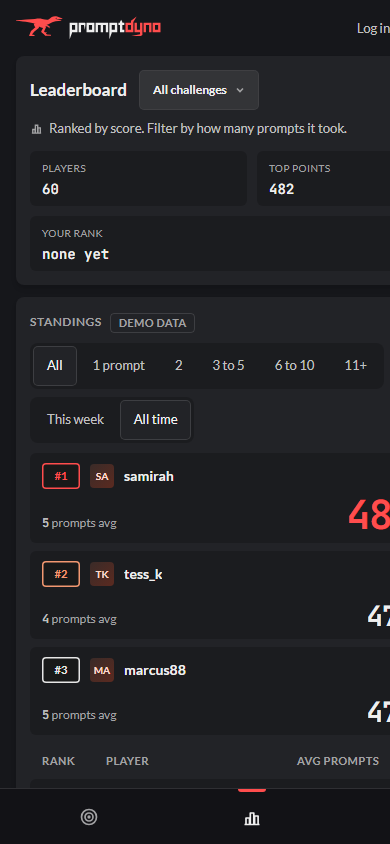 promptdyno
Log in
Leaderboard All challenges
Ranked by score. Filter by how many prompts it took.
PLAYERS TOP POINTS
60 482
YOUR RANK
none yet
STANDINGS DEMO DATA
All 1 prompt 2 3 to 5 6 to 10 11+
This week All time
#1 SA samirah
5 prompts avg 48
#2 TK tess_k
4 prompts avg 47
#3 MA marcus88
5 prompts avg 47
RANK PLAYER AVG PROMPTS